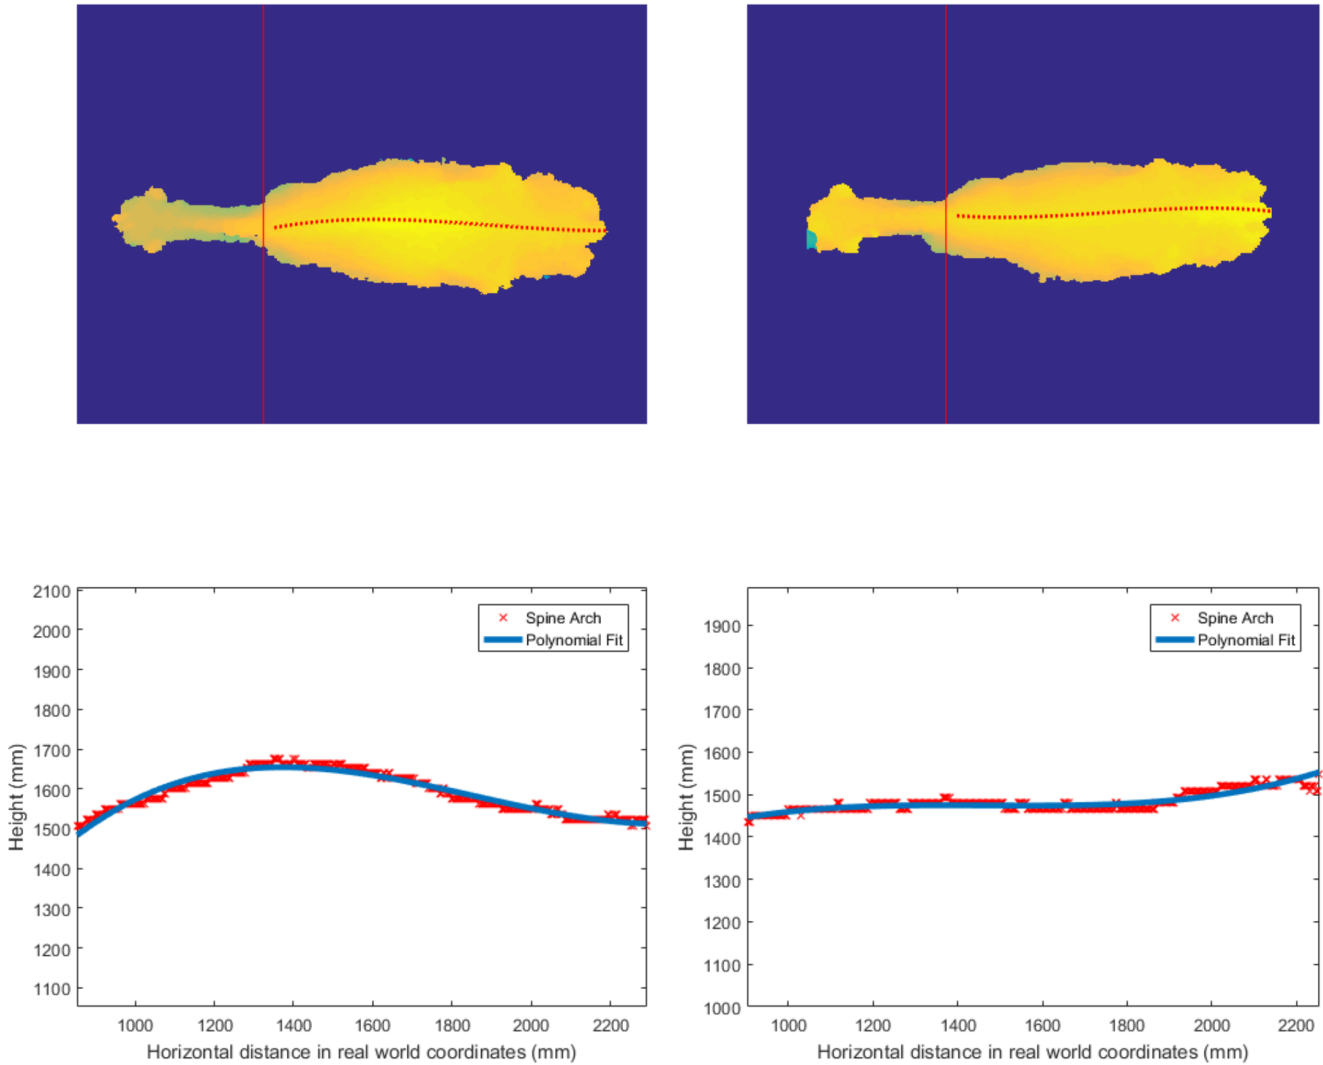 2100
2000
1900
1800
1700
1600
1500
1400
1300
1200
1100
Height (mm)
Spine Arch
Polynomial Fit
1000 1200 1400 1600 1800 2000 2200
Horizontal distance in real world coordinates (mm)
1900
1800
1700
1600
1500
1400
1300
1200
1100
1000
Height (mm)
Spine Arch
Polynomial Fit
1000 1200 1400 1600 1800 2000 2200
Horizontal distance in real world coordinates (mm)